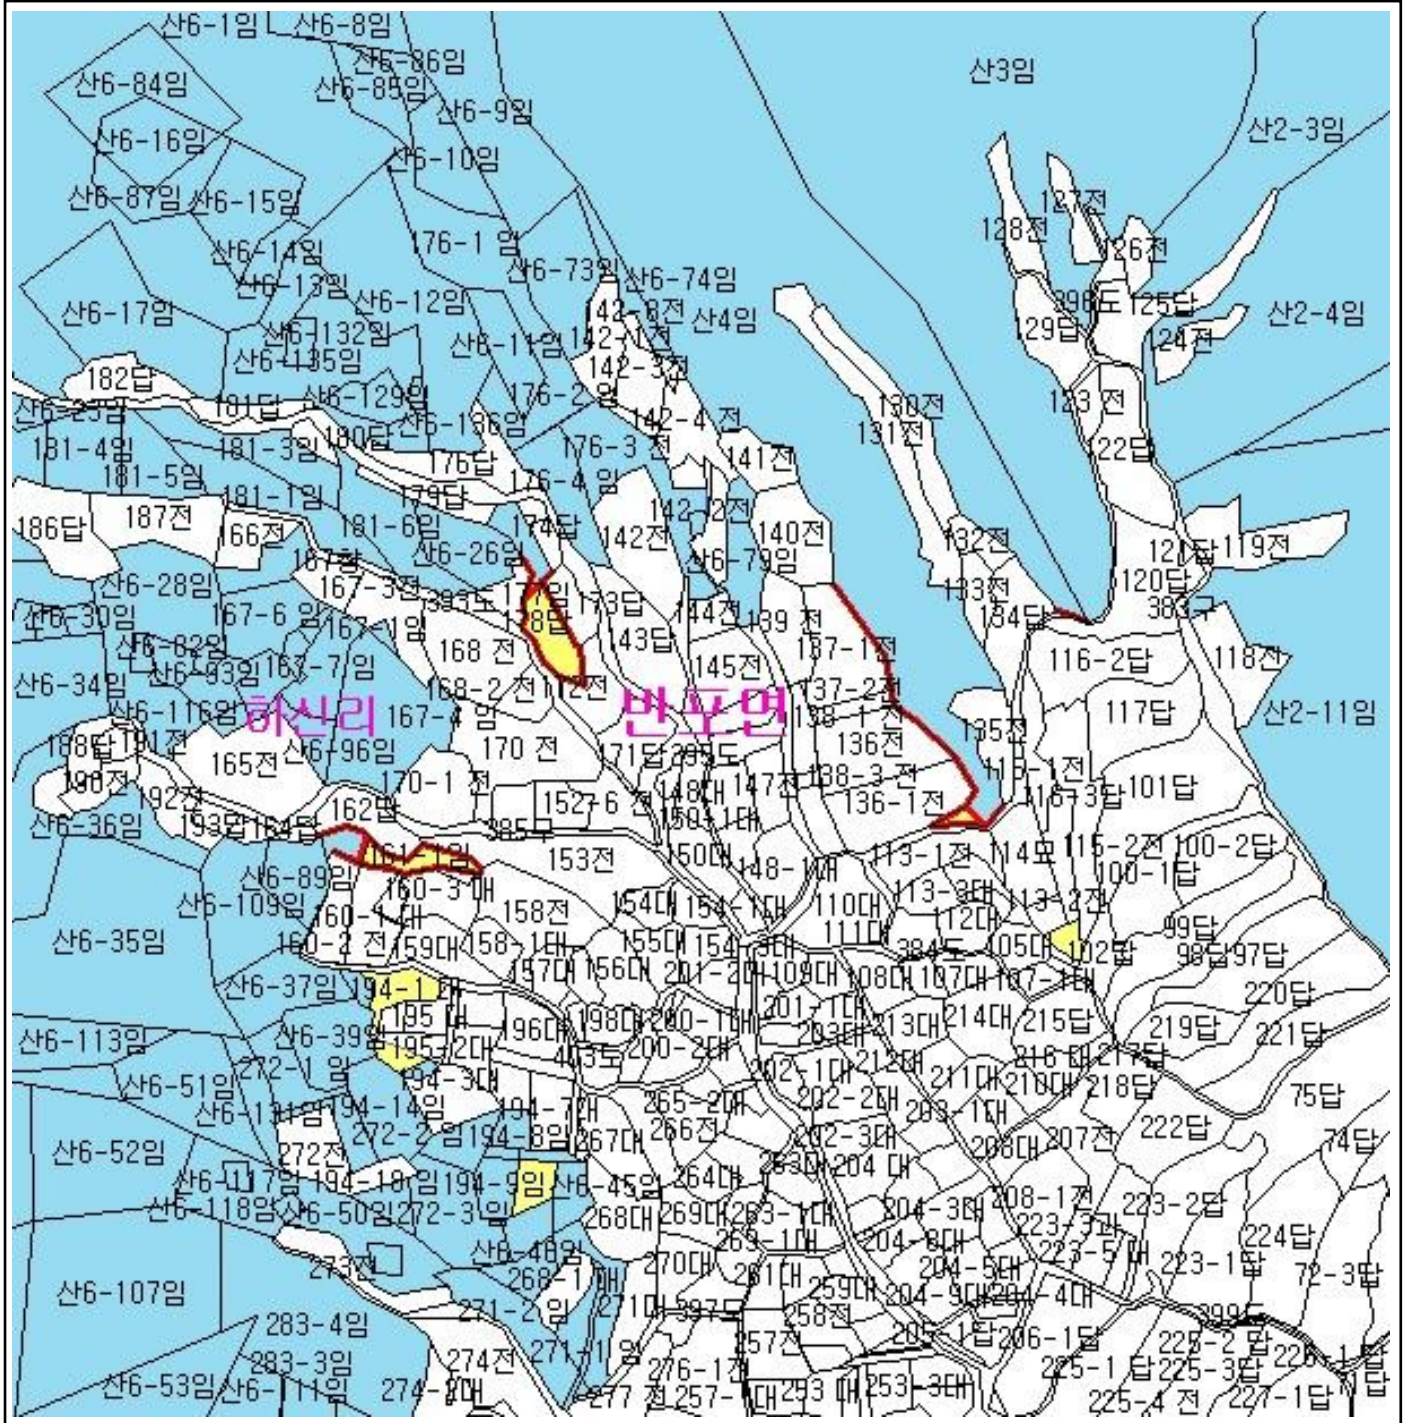 산6-1임 산6-8임
산6-86임
산3임
산6-84임 산6-85임
산6-9임
산2-3임
산6-16임
산6-10임
산6-87임 산6-15임
127전
128전
산6-14임 176-1 임
126전
산6-73임 산6-74임
산6-13임 산6-12임
398도 125답
산6-17임 142-8전 산4임 산2-4임
산6-132임 142-1전 129답 124전
산6-11임
산6-135임
142-3전
182답
산6-129임 176-2 임
181답 130전 123 전
산6-136임 142-4 전
131전
181-4임 181-3임 180답 176-3 전
122답
176답 141전
181-5임 176-4 임
181-1임 179답
142-2전
187전
186답 166전 181-6임 174답 142전 140전
132전
산6-26임 산6-79임 121답 119전
167-3전
산6-28임 120답
133전
173답 144전 139 전
산6-30임 167-6 임 134답
167-1임 143답
산6-82임 168 전 137-1전
116-2답 118전
산6-93임 167-7임 145전
산6-34임 168-2 전 137-2전
산6-116임 하신리 167-4 임 반포면 117답 산2-11임
138-1전
135전
188답 191전 산6-96임 170 전 171답 136전
165전 115-1전
190전 170-1 전 147전 138-3 전 101답
192전 162답 152-6 전 148대 136-1전 116-3답
산6-36임 193답 164답 385구 150-1대
161-1임 153전 150대 148-1대 113-1전 115-2전 100-2답
산6-89임 160-3대 100-1답
산6-109임 158전 154대 154-1대 110대 113-3대 113-2전
112대 99답
산6-35임 160-2 전 159대 158-1대 155대 111대 102답 98답 97답
157대 156대 201-2대 109대 108대 107대 107-1대
산6-37임 194-1 220답
195 대 201-1대
산6-113임 산6-39임 196대 198대 200-1대 203대 213대 214대 215답 219답 221답
195-2대 403도 200-2대
272-1 임 202-1대 212대 216대 217답
산6-51임 194-3대 211대 210대 218답
202-2대
산6-131임 194-14임 194-7대 265-2대 203-1대 75답
산6-52임 272-2 임 194-8임 267대 266전 202-3대 208대 207전 222답 74답
272전 263대 204 대
산6-117임 194-18임 194-9임 산6-45임 264대
산6-118임 산6-50임 272-3임 268대 269대 263-1대 204-3대 208-1전 223-2답
223-3과
269-1대 204-8대 224답
273전 270대 223-5 대 223-1답
산6-107임 268-1 대 261대 204-5대 72-3답
271-2 임 271대 397도 259대 204-9대 204-4대
283-4임 258전 399도
271-1 임 257전 205-1답 206-1답 225-2 답
283-3임 274전 276-1전 225-1 답 225-3답 226-1 답
산6-53임 산6-111임 274-2대 277 전 257-1대 253 대 253-3대 225-4 전 227-1답